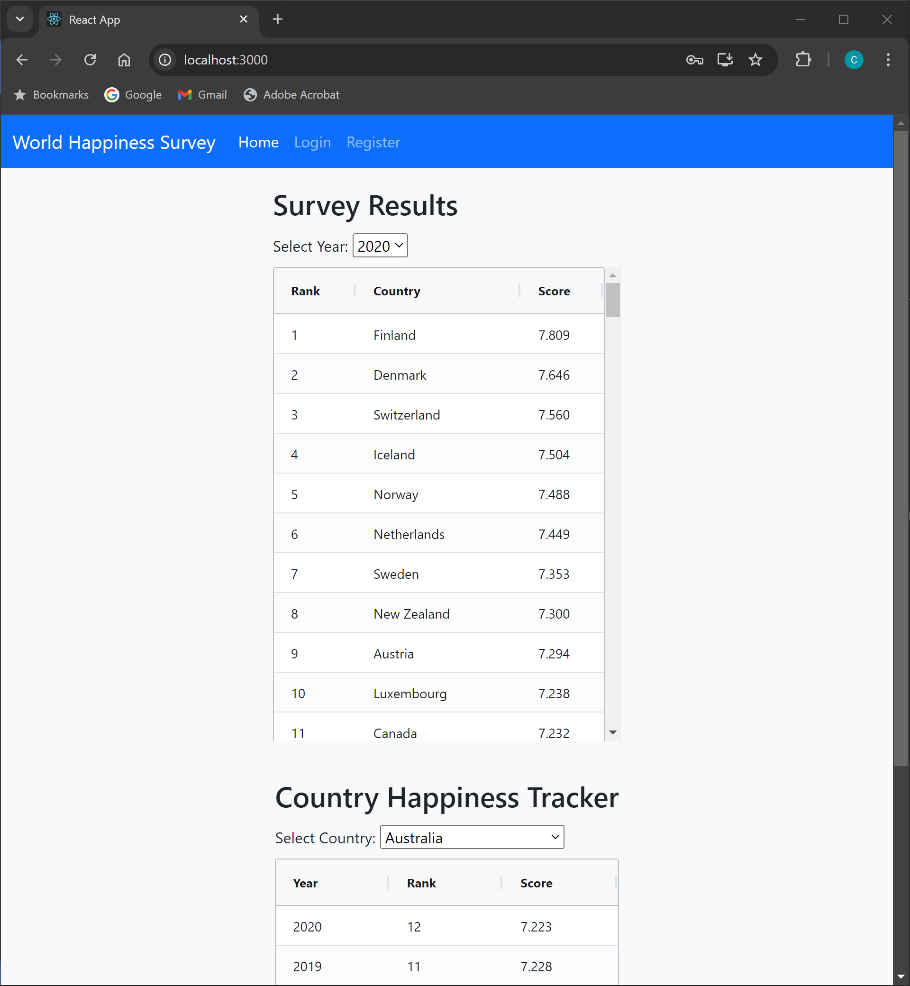 React App
localhost:3000
C
Bookmarks Google Gmail Adobe Acrobat
World Happiness Survey Home Login Register
Survey Results
Select Year: 2020
Rank Country Score
1 Finland 7.809
2 Denmark 7.646
3 Switzerland 7.560
4 Iceland 7.504
5 Norway 7.488
6 Netherlands 7.449
7 Sweden 7.353
8 New Zealand 7.300
9 Austria 7.294
10 Luxembourg 7.238
11 Canada 7.232
Country Happiness Tracker
Select Country: Australia
Year Rank Score
2020 12 7.223
2019 11 7.228